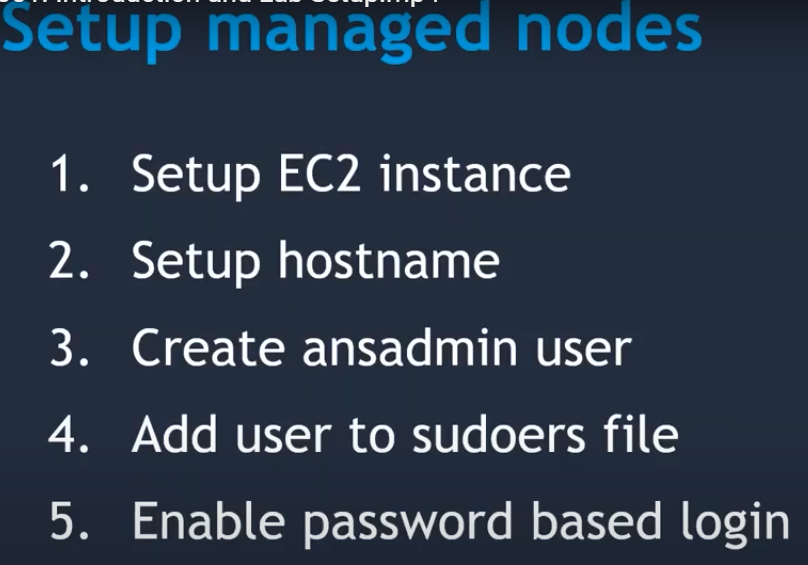 Setup managed nodes
1. Setup EC2 instance
2. Setup hostname
3. Create ansadmin user
4. Add user to sudoers file
5. Enable password based login